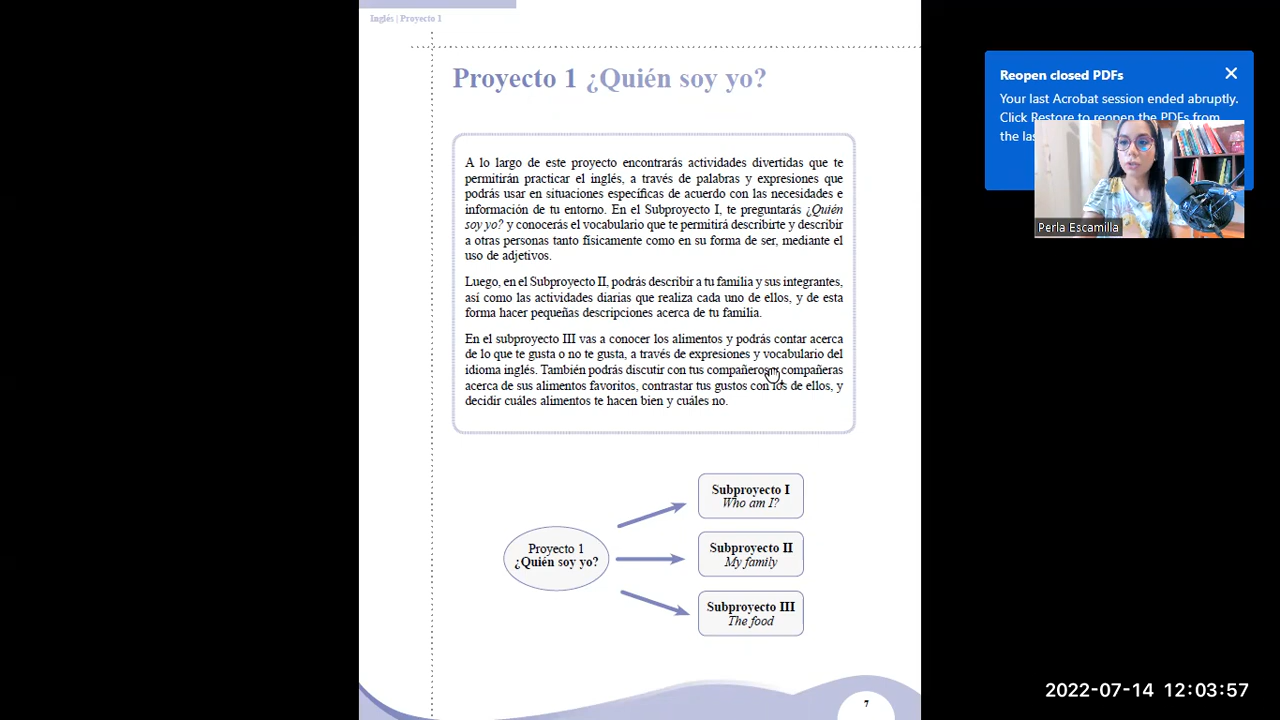 Inglés | Proyecto 1
Proyecto 1 ¿Quién soy yo?
A lo largo de este proyecto encontrarás actividades divertidas que te
permitirán practicar el inglés, a través de palabras y expresiones que
podrás usar en situaciones específicas de acuerdo con las necesidades e
información de tu entorno. En el Subproyecto I, te preguntarás ¿Quién
soy yo? y conocerás el vocabulario que te permitirá describirte y describir
a otras personas tanto físicamente como en su forma de ser, mediante el
uso de adjetivos.
Luego, en el Subproyecto II, podrás describir a tu familia y sus integrantes,
así como las actividades diarias que realiza cada uno de ellos, y de esta
forma hacer pequeñas descripciones acerca de tu familia.
En el subproyecto III vas a conocer los alimentos y podrás contar acerca
de lo que te gusta o no te gusta, a través de expresiones y vocabulario del
idioma inglés. También podrás discutir con tus compañeros compañeras
acerca de sus alimentos favoritos, contrastar tus gustos con los de ellos, y
decidir cuáles alimentos te hacen bien y cuáles no.
Proyecto 1
¿Quién soy yo?
Subproyecto I
Who am I?
Subproyecto II
My family
Subproyecto III
The food
7
Reopen closed PDFs
Your last Acrobat session ended abruptly.
Click Restore to reopen the PDFs from
the
Perla Escamilla
2022-07-14 12:03:57